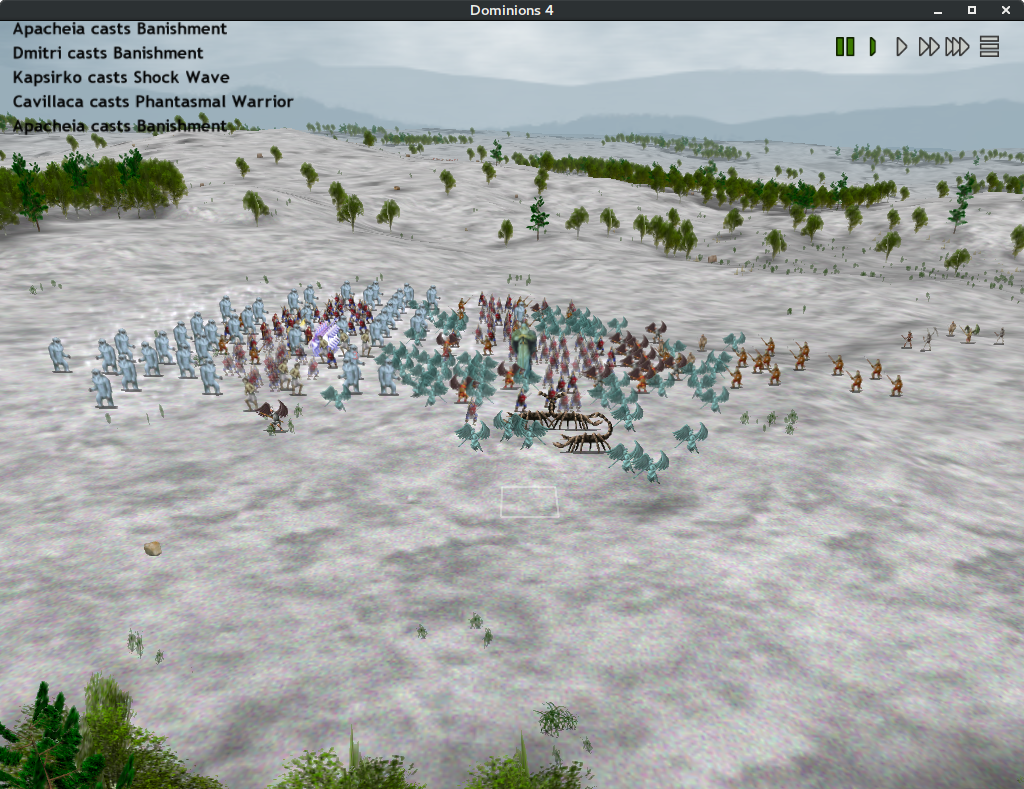 Dominions 4
Apacheia casts Banishment
Dmitri casts Banishment
Kapsirko casts Shock Wave
Cavillaca casts Phantasmal Warrior
Apacheia casts Banishment